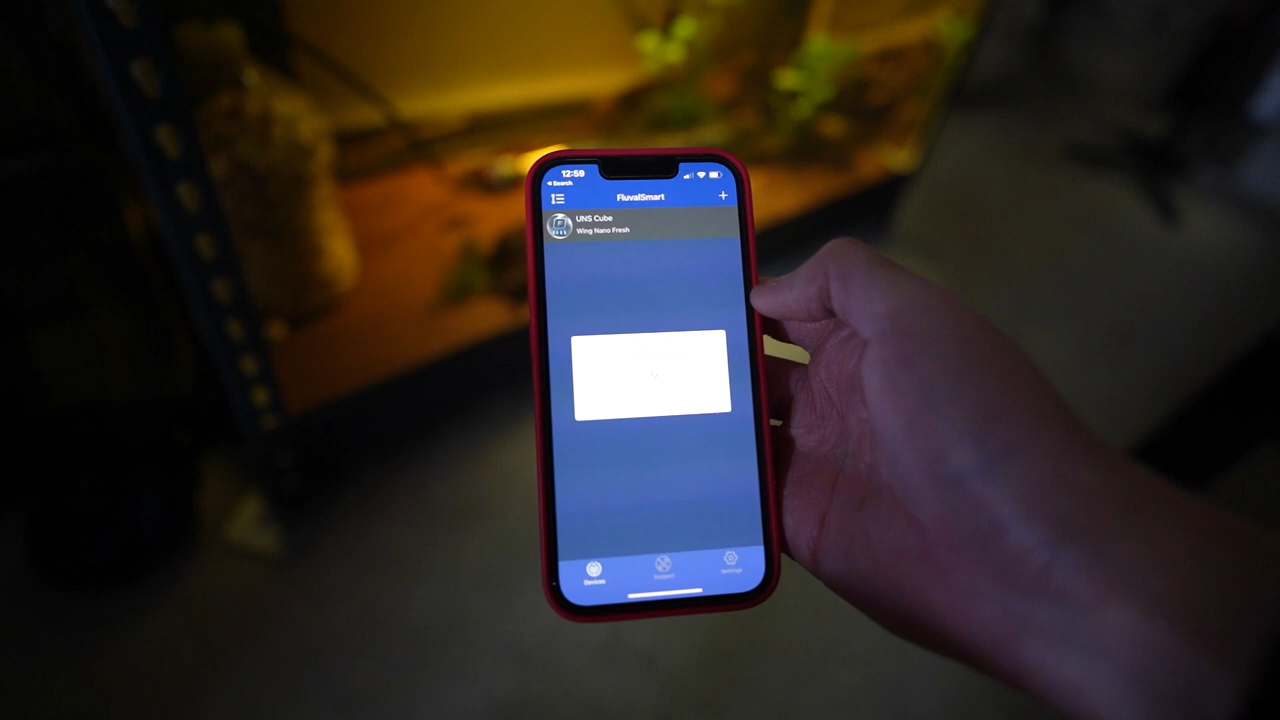 12:59
◀ Search
FluvalSmart
UNS Cube
Wing Nano Fresh
Devices
Support
Settings